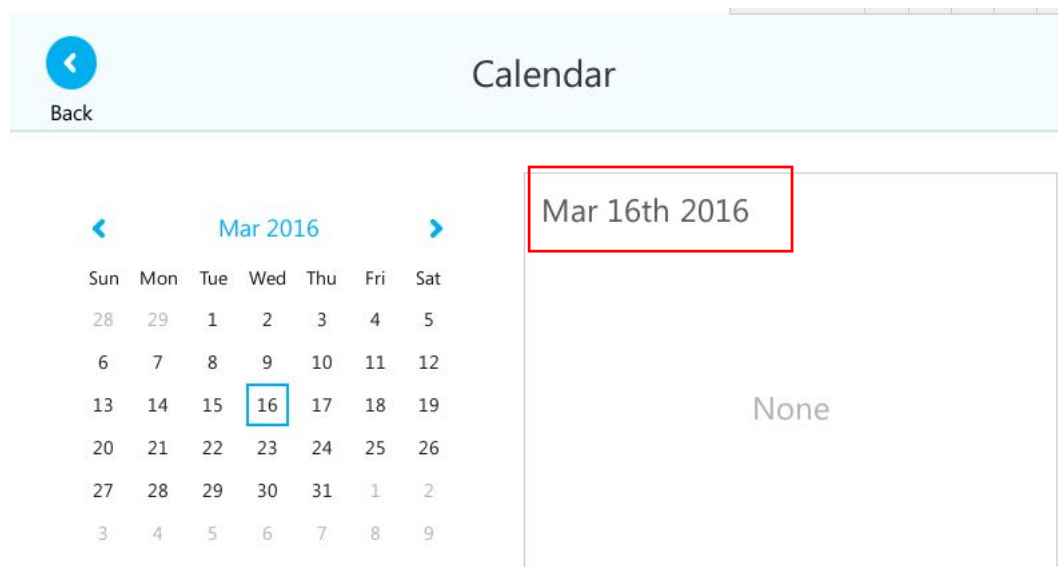 Calendar
Back
Mar 2016
Sun Mon Tue Wed Thu Fri Sat
28 29 1 2 3 4 5
6 7 8 9 10 11 12
13 14 15 16 17 18 19
20 21 22 23 24 25 26
27 28 29 30 31 1 2
3 4 5 6 7 8 9
Mar 16th 2016
None